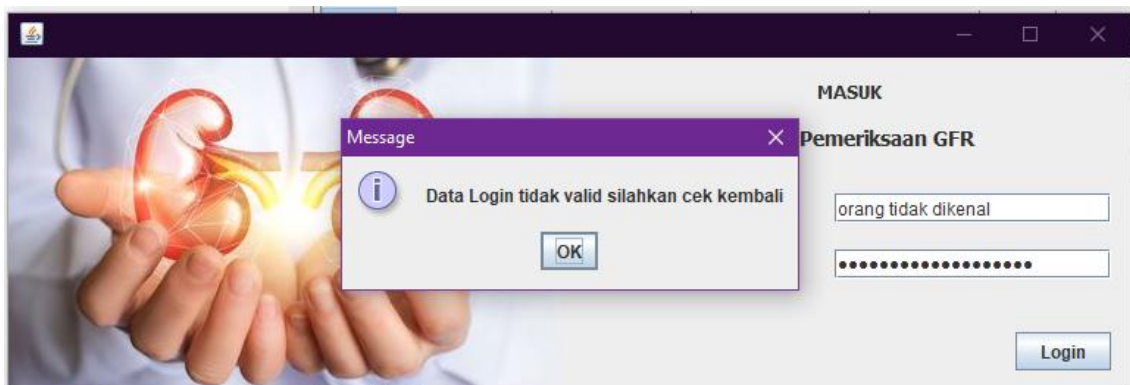 MASUK
Pemeriksaan GFR
Message
Data Login tidak valid silahkan cek kembali
OK
orang tidak dikenal
Login